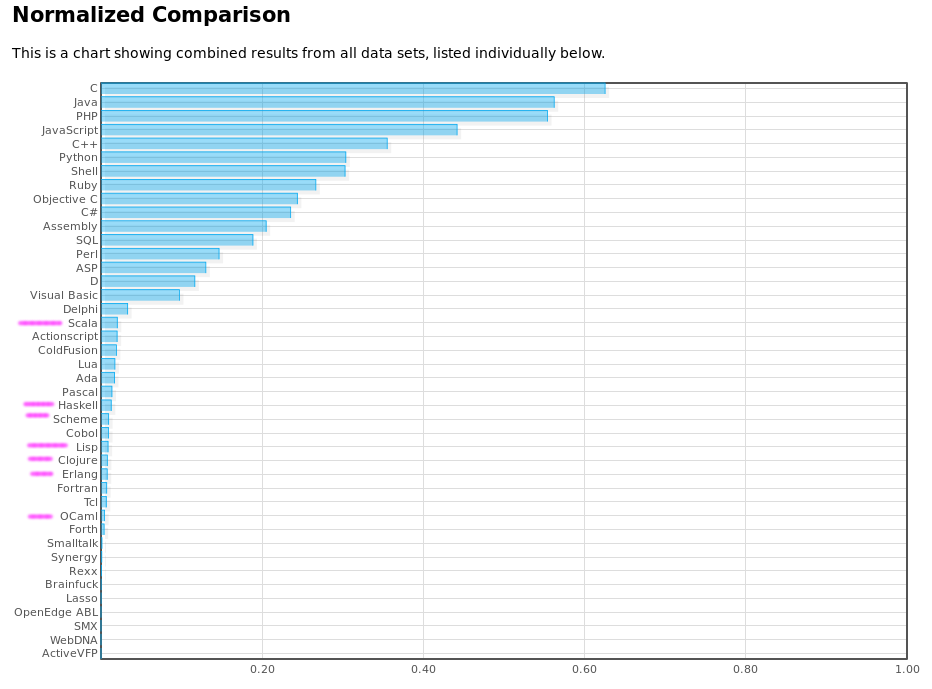 Normalized Comparison
This is a chart showing combined results from all data sets, listed individually below.
C
Java
PHP
JavaScript
C++
Python
Shell
Ruby
Objective C
C#
Assembly
SQL
Perl
ASP
D
Visual Basic
Delphi
Scala
Actionscript
ColdFusion
Lua
Ada
Pascal
Haskell
Scheme
Cobol
Lisp
Clojure
Erlang
Fortran
Tcl
OCaml
Forth
Smalltalk
Synergy
Rexx
Brainfuck
Lasso
OpenEdge ABL
SMX
WebDNA
ActiveVFP
0.20 0.40 0.60 0.80 1.00